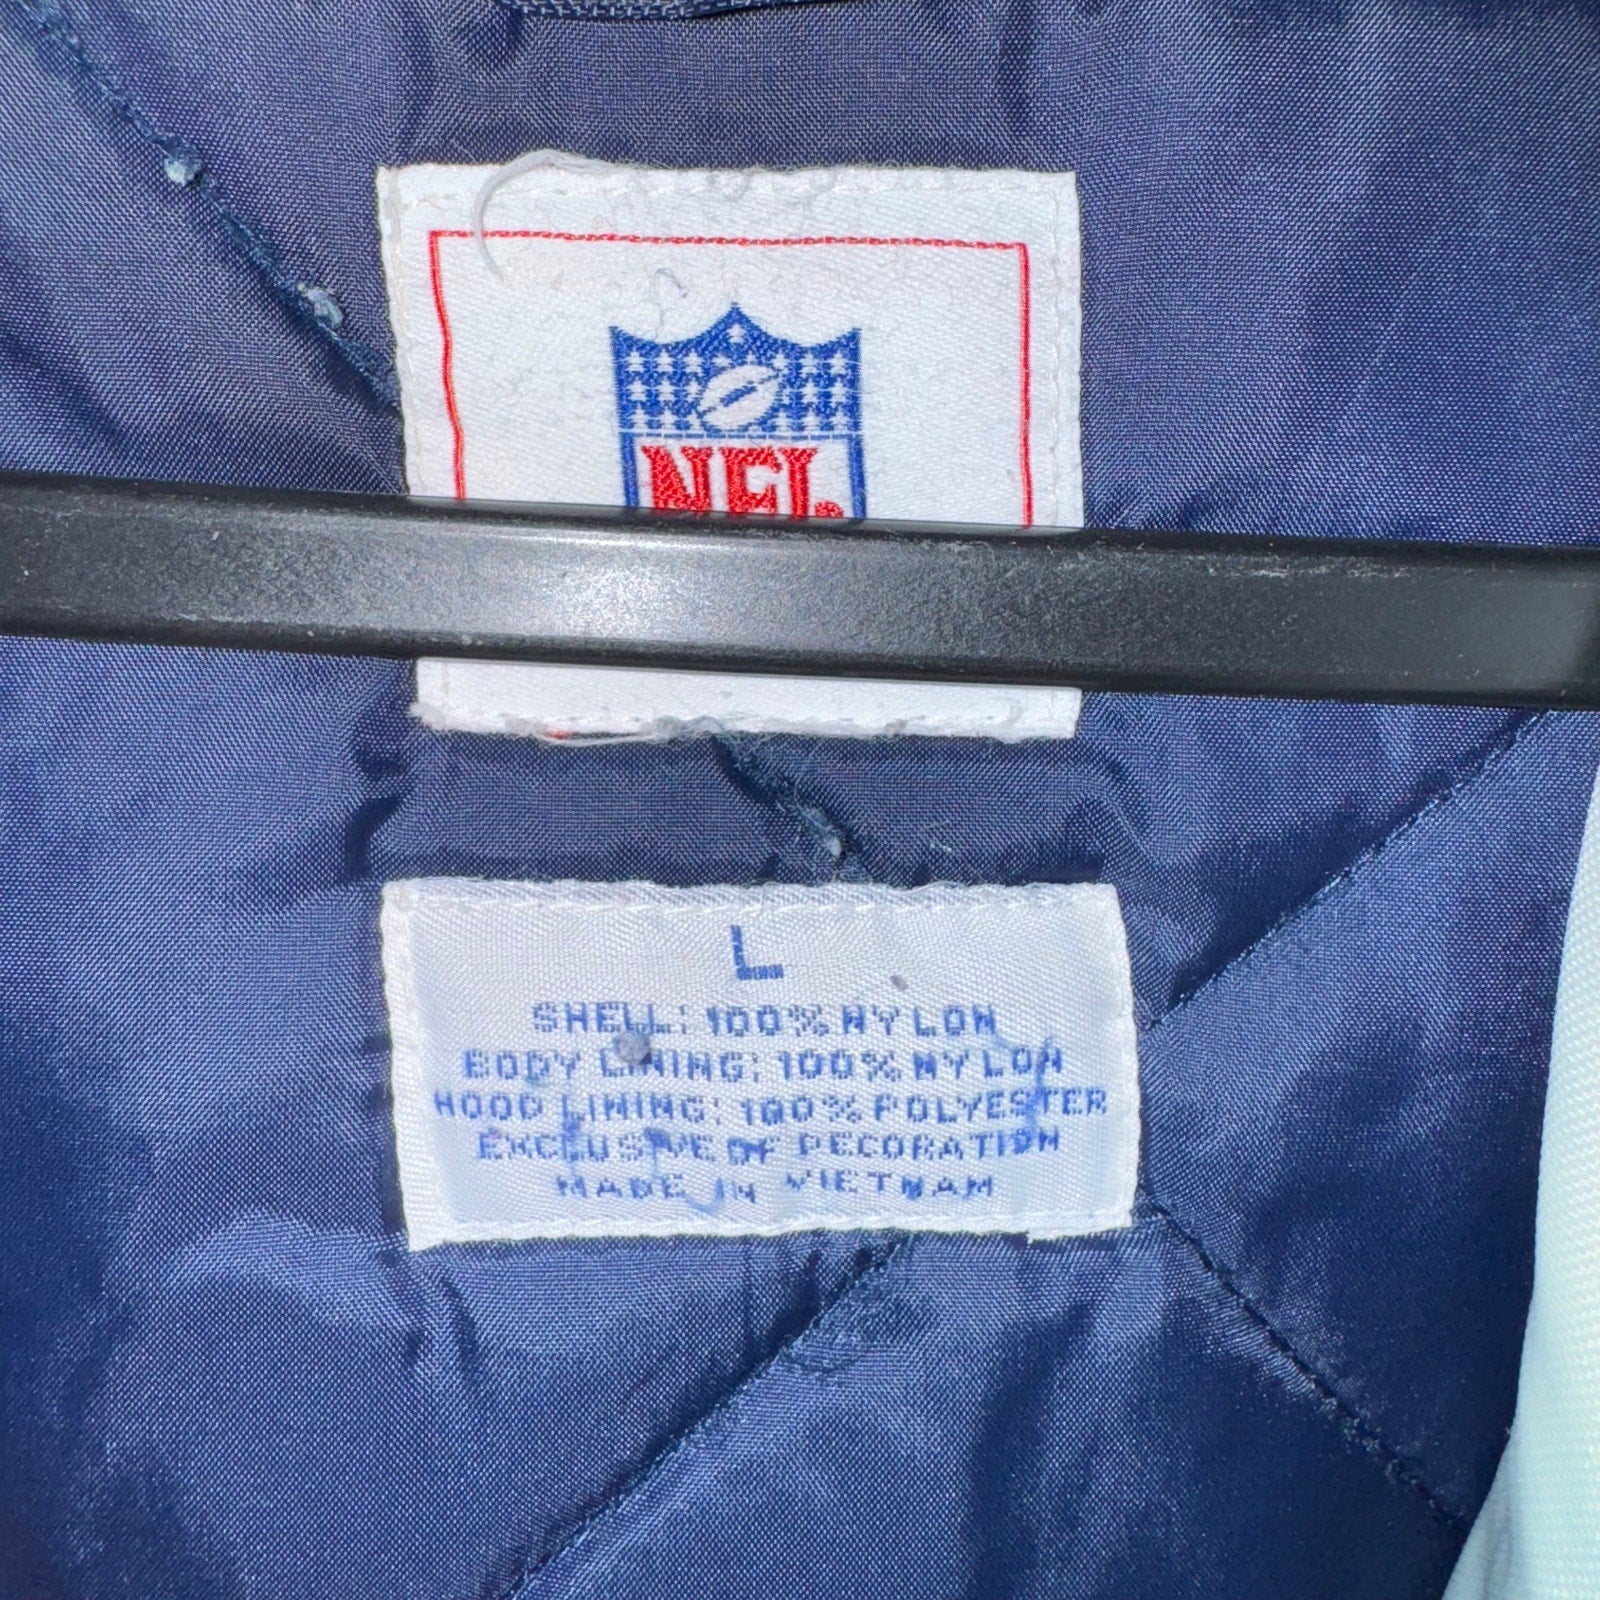 NFL
L
SHELL: 100% NYLON
BODY LINING: 100% NYLON
HOOD LINING: 100% POLYESTER
EXCLUSIVE OF DECORATION
MADE IN VIETNAM